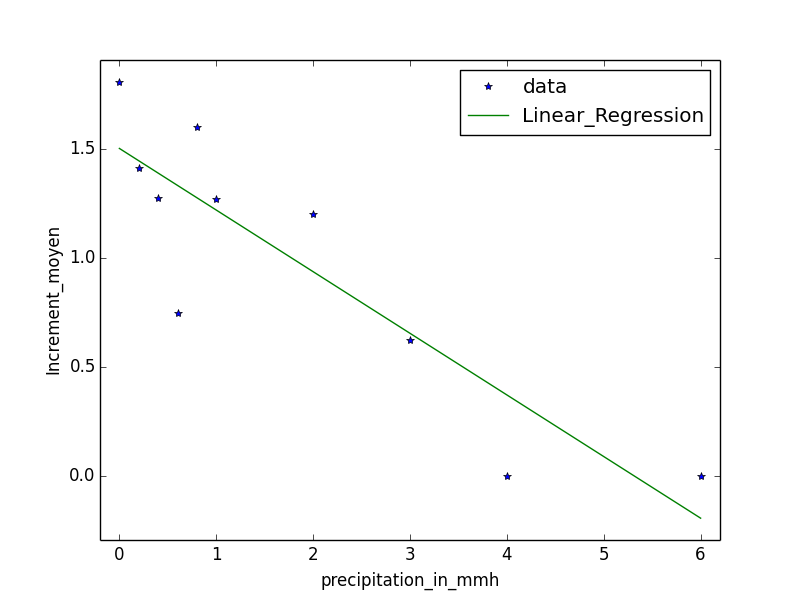 data
Linear_Regression
1.5
1.0
0.5
0.0
Increment_moyen
0 1 2 3 4 5 6
precipitation_in_mmh